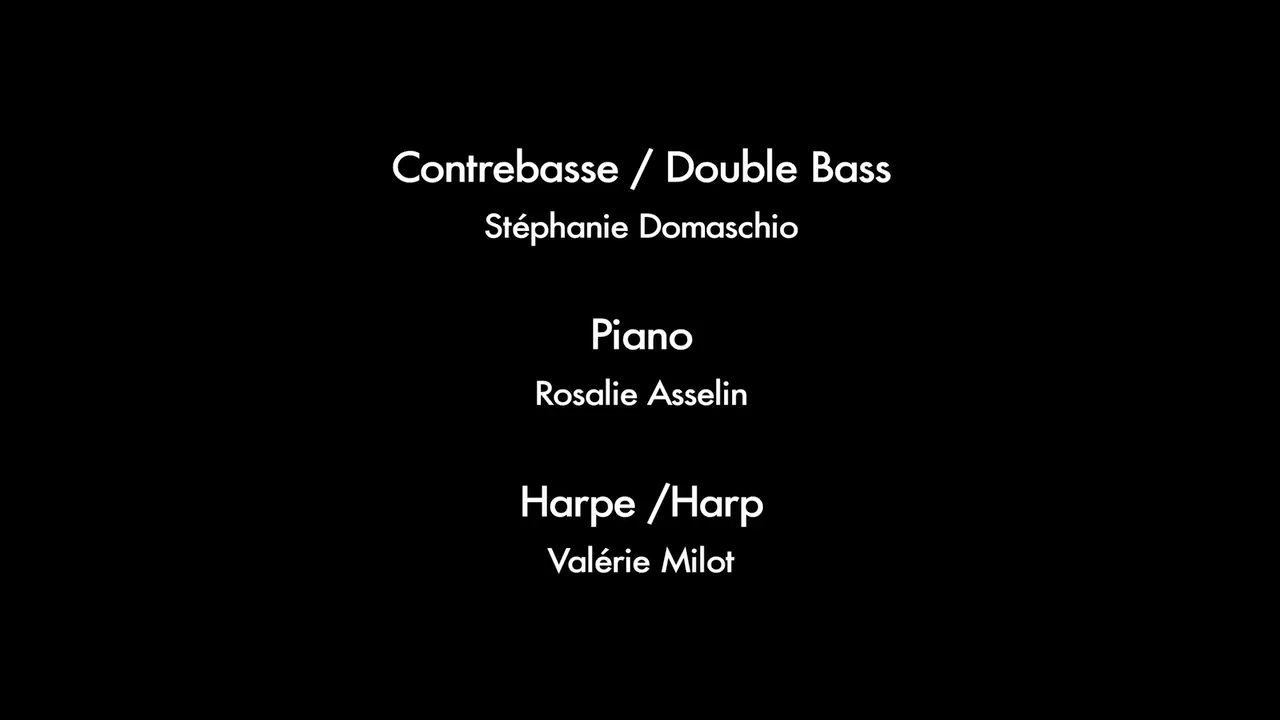 Contrebasse / Double Bass
Stéphanie Domaschio
Piano
Rosalie Asselin
Harpe /Harp
Valérie Milot